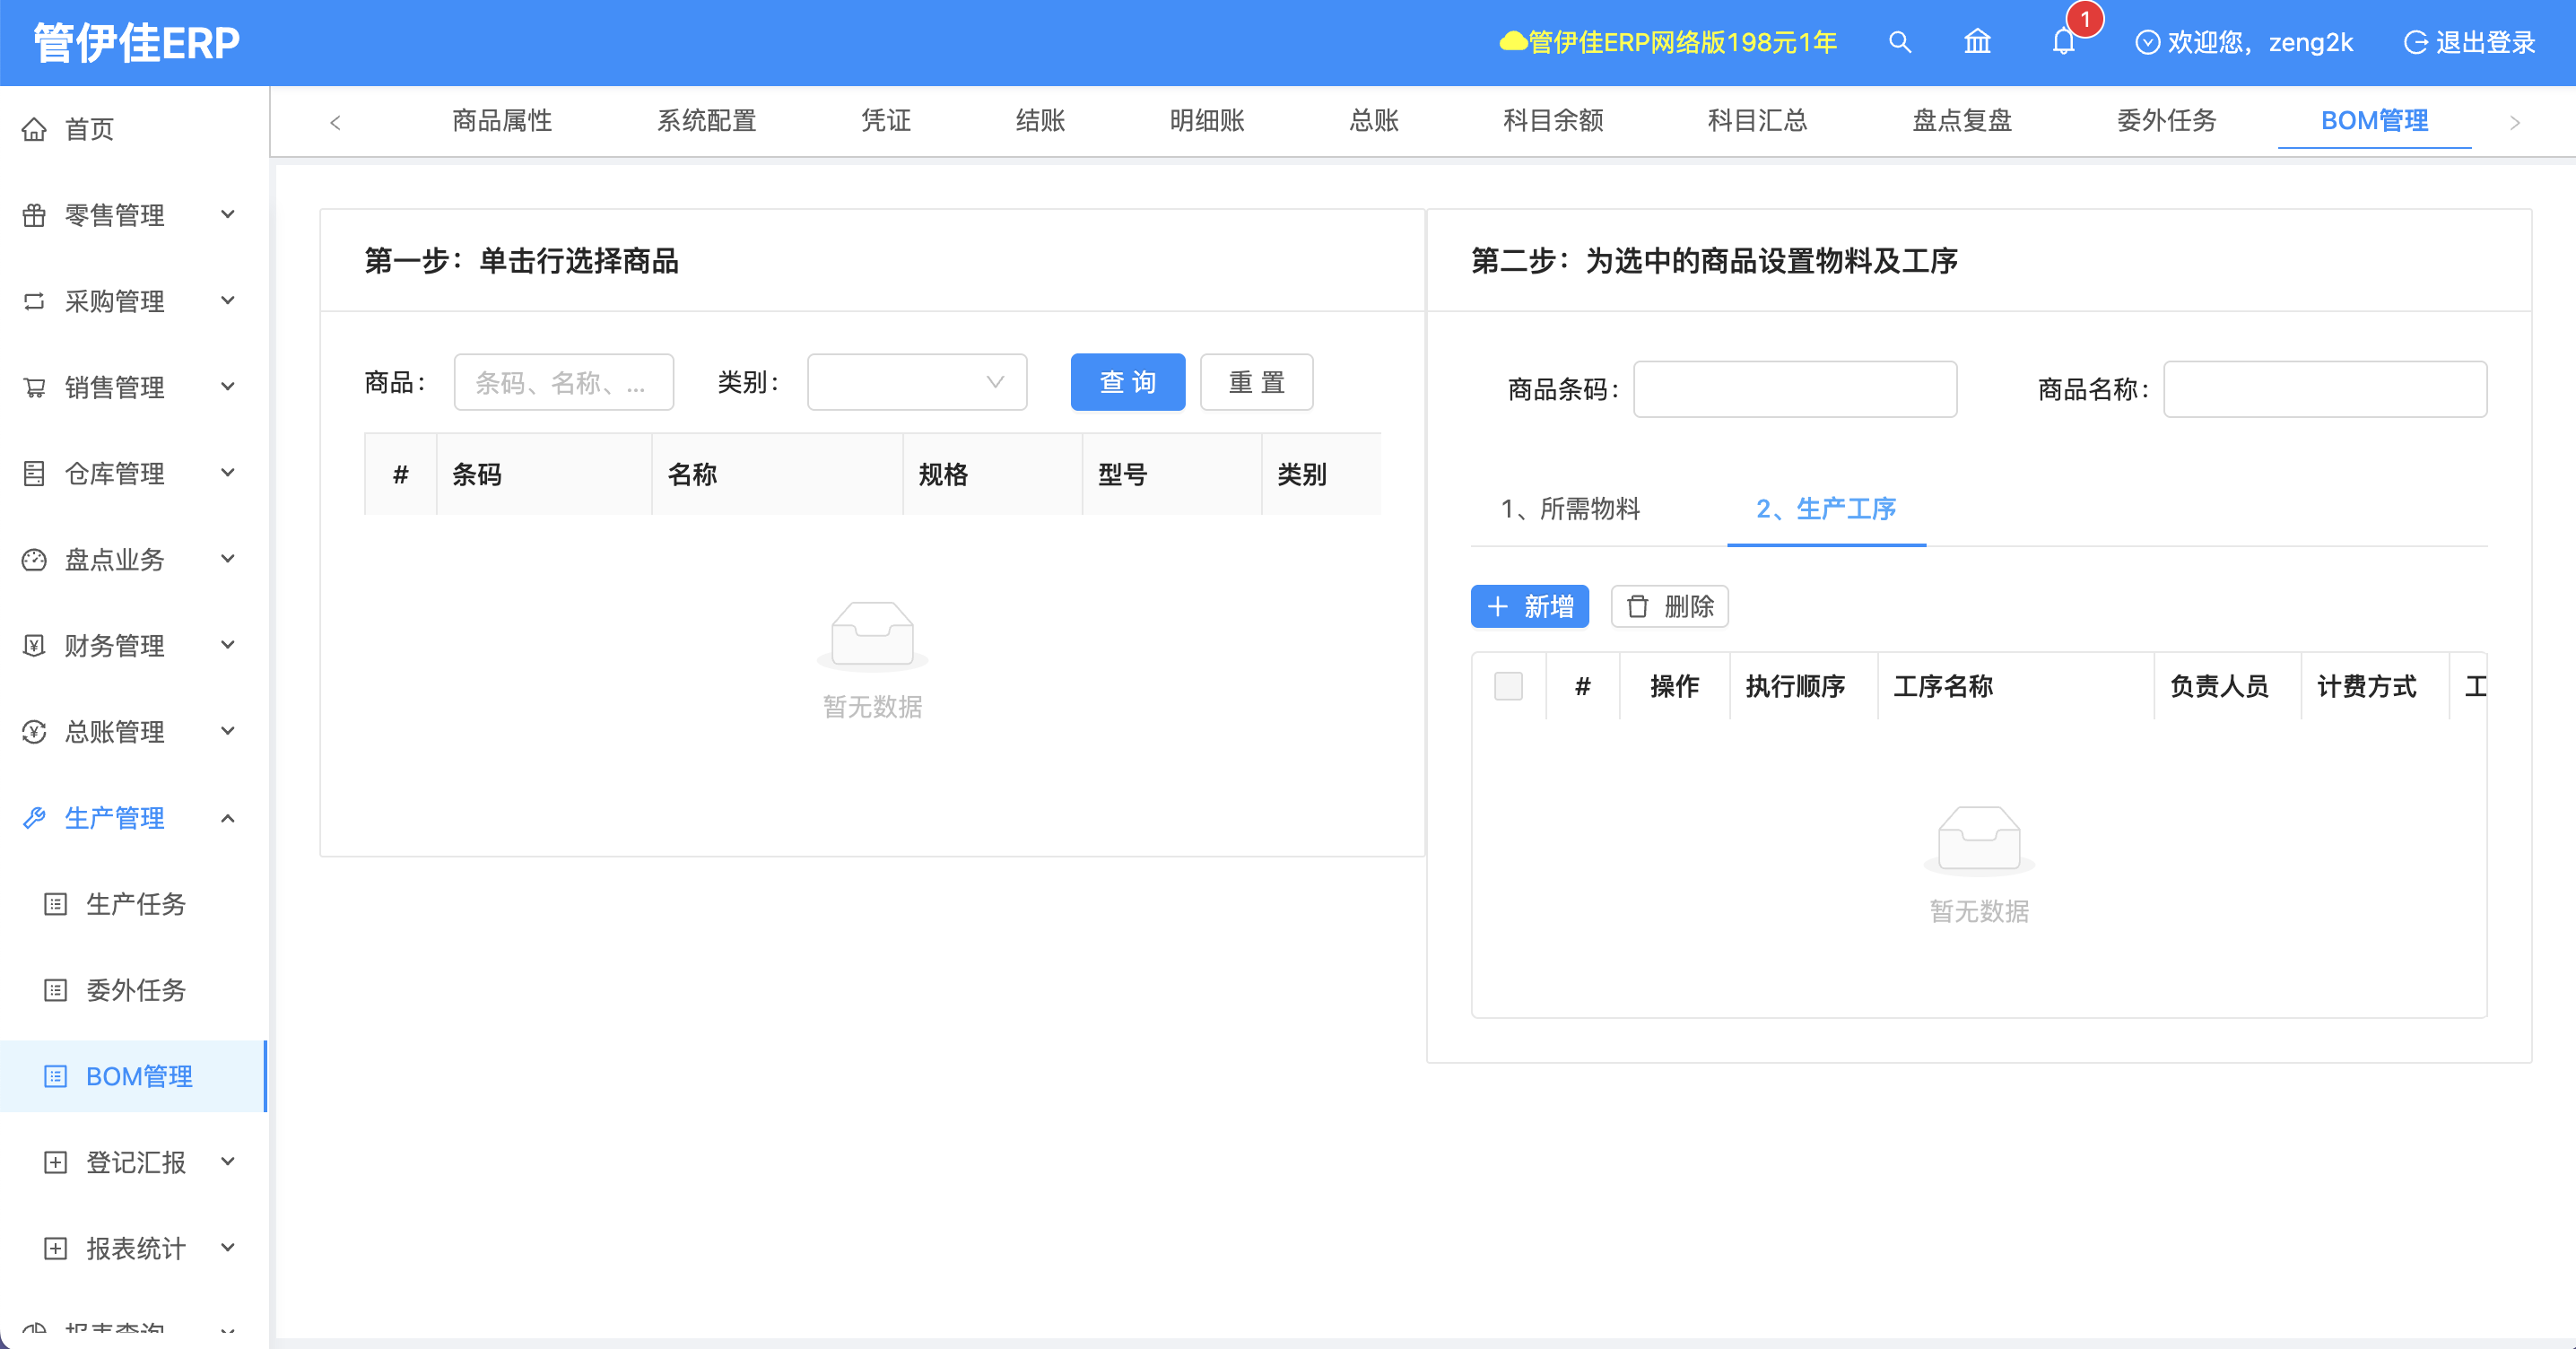 管伊佳ERP
管伊佳ERP网络版198元1年
1
欢迎您，zeng2k
退出登录
首页
零售管理
采购管理
销售管理
仓库管理
盘点业务
财务管理
总账管理
生产管理
生产任务
委外任务
BOM管理
登记汇报
报表统计
报表查询
商品属性
系统配置
凭证
结账
明细账
总账
科目余额
科目汇总
盘点复盘
委外任务
BOM管理
第一步：单击行选择商品
商品：
条码、名称、...
类别：
查 询
重 置
# 条码 名称 规格 型号 类别
暂无数据
第二步：为选中的商品设置物料及工序
商品条码：
商品名称：
1、所需物料
2、生产工序
新增
删除
# 操作 执行顺序 工序名称 负责人员 计费方式 工
暂无数据